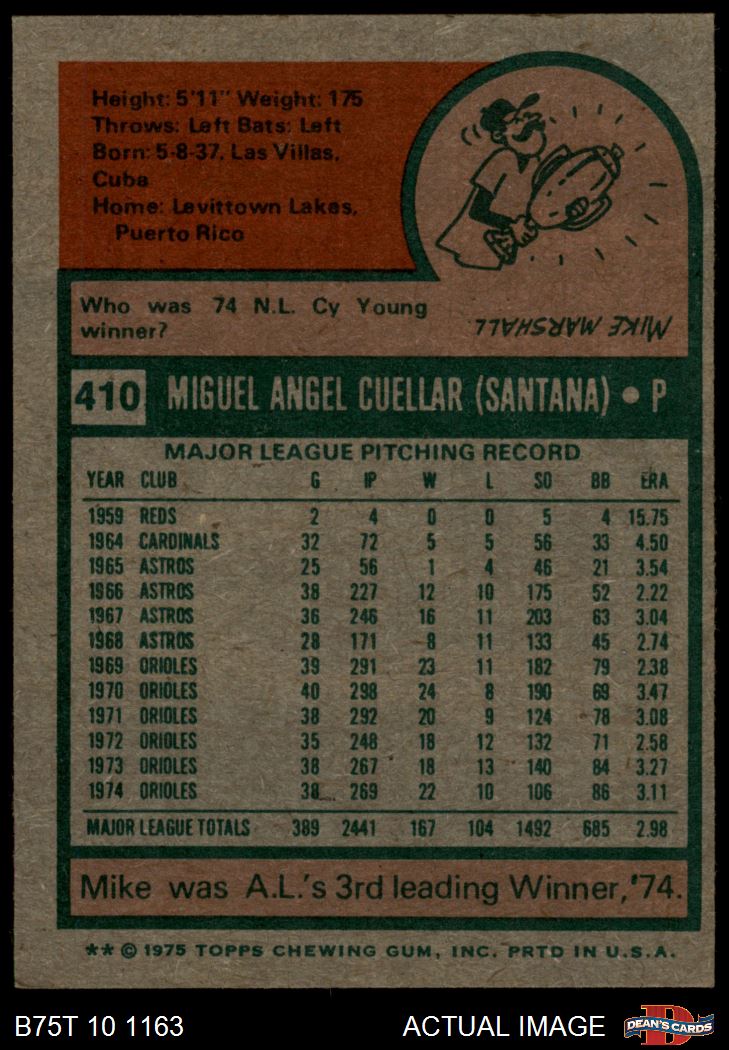 Height: 5'11" Weight: 175
Throws: Left Bats: Left
Born: 5-8-37, Las Villas,
Cuba
Home: Levittown Lakes,
Puerto Rico
Who was 74 N.L. Cy Young
winner?
MIKE MARSHALL
410 MIGUEL ANGEL CUELLAR (SANTANA) • P
MAJOR LEAGUE PITCHING RECORD
YEAR CLUB G IP W L SO BB ERA
1959 REDS 2 4 0 0 5 4 15.75
1964 CARDINALS 32 72 5 5 56 33 4.50
1965 ASTROS 25 56 1 4 46 21 3.54
1966 ASTROS 38 227 12 10 175 52 2.22
1967 ASTROS 36 246 16 11 203 63 3.04
1968 ASTROS 28 171 8 11 133 45 2.74
1969 ORIOLES 39 291 23 11 182 79 2.38
1970 ORIOLES 40 298 24 8 190 69 3.47
1971 ORIOLES 38 292 20 9 124 78 3.08
1972 ORIOLES 35 248 18 12 132 71 2.58
1973 ORIOLES 38 267 18 13 140 84 3.27
1974 ORIOLES 38 269 22 10 106 86 3.11
MAJOR LEAGUE TOTALS 389 2441 167 104 1492 685 2.98
Mike was A.L.'s 3rd leading Winner, '74.
** © 1975 TOPPS CHEWING GUM, INC. PRTD IN U.S.A.
B75T 10 1163 ACTUAL IMAGE D DEAN'S CARDS